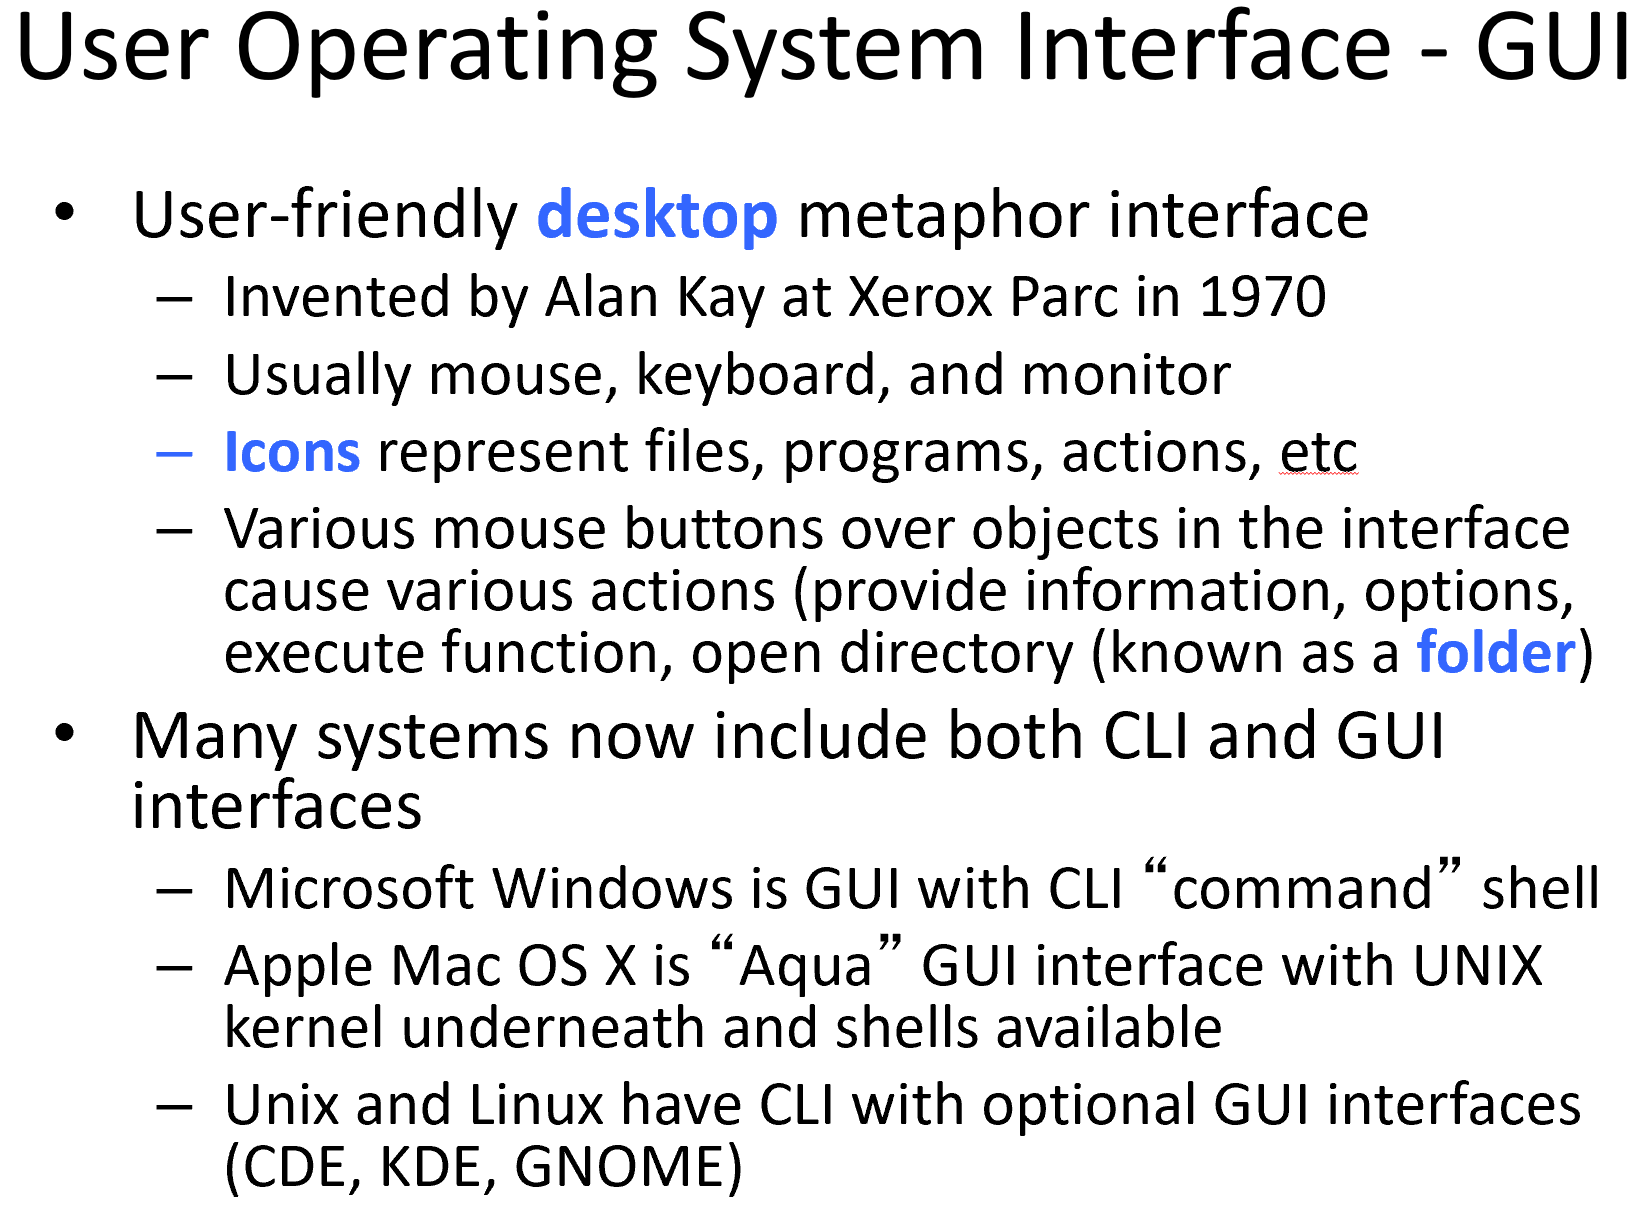 User Operating System Interface - GUI
• User-friendly desktop metaphor interface
– Invented by Alan Kay at Xerox Parc in 1970
– Usually mouse, keyboard, and monitor
– Icons represent files, programs, actions, etc
– Various mouse buttons over objects in the interface
cause various actions (provide information, options,
execute function, open directory (known as a folder)
• Many systems now include both CLI and GUI
interfaces
– Microsoft Windows is GUI with CLI “command” shell
– Apple Mac OS X is “Aqua” GUI interface with UNIX
kernel underneath and shells available
– Unix and Linux have CLI with optional GUI interfaces
(CDE, KDE, GNOME)